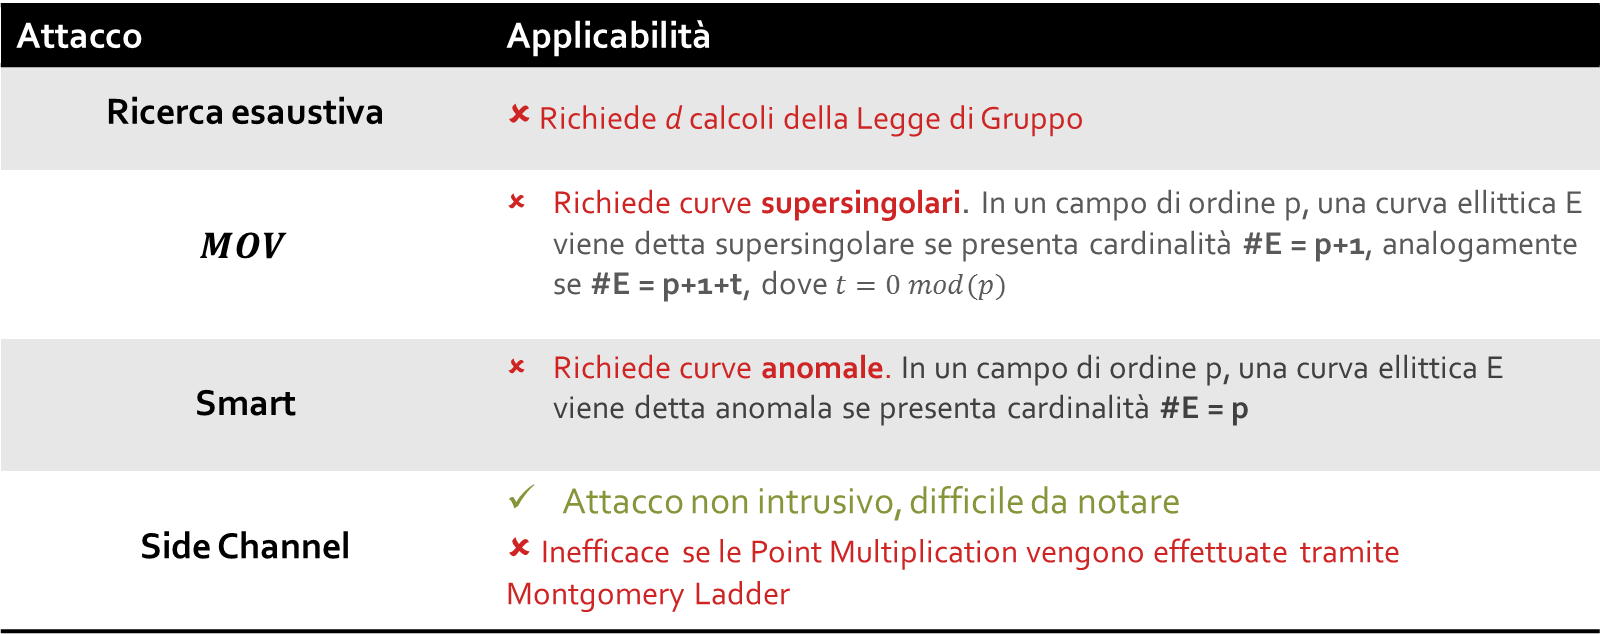 Attacco Applicabilità
Ricerca esaustiva
✘ Richiede d calcoli della Legge di Gruppo
MOV
✘ Richiede curve supersingolari. In un campo di ordine p, una curva ellittica E
viene detta supersingolare se presenta cardinalità #E = p+1, analogamente
se #E = p+1+t, dove t = 0 mod(p)
Smart
✘ Richiede curve anomale. In un campo di ordine p, una curva ellittica E
viene detta anomala se presenta cardinalità #E = p
Side Channel
✓ Attacco non intrusivo, difficile da notare
✘ Inefficace se le Point Multiplication vengono effettuate tramite
Montgomery Ladder